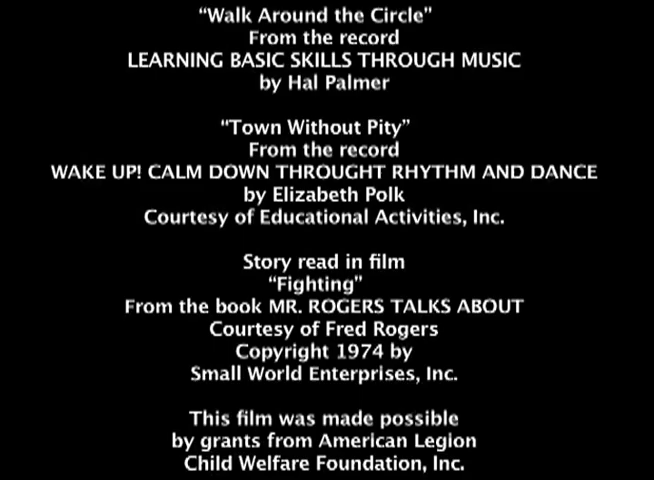 “Walk Around the Circle”
From the record
LEARNING BASIC SKILLS THROUGH MUSIC
by Hal Palmer
“Town Without Pity”
From the record
WAKE UP! CALM DOWN THROUGHT RHYTHM AND DANCE
by Elizabeth Polk
Courtesy of Educational Activities, Inc.
Story read in film
“Fighting”
From the book MR. ROGERS TALKS ABOUT
Courtesy of Fred Rogers
Copyright 1974 by
Small World Enterprises, Inc.
This film was made possible
by grants from American Legion
Child Welfare Foundation, Inc.